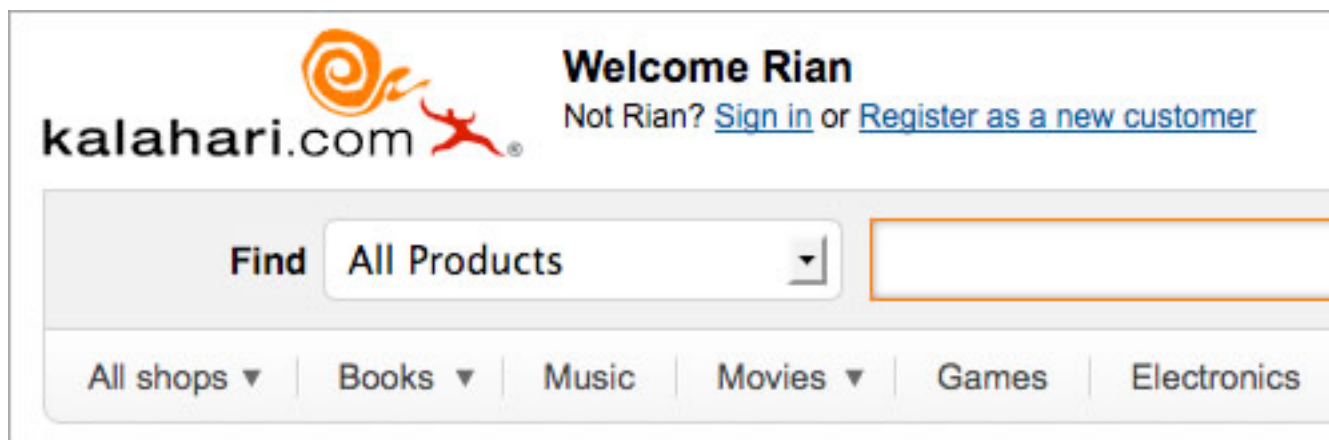 Welcome Rian
kalahari.com®
Not Rian? Sign in or Register as a new customer
Find All Products
All shops ▼ Books ▼ Music Movies ▼ Games Electronics